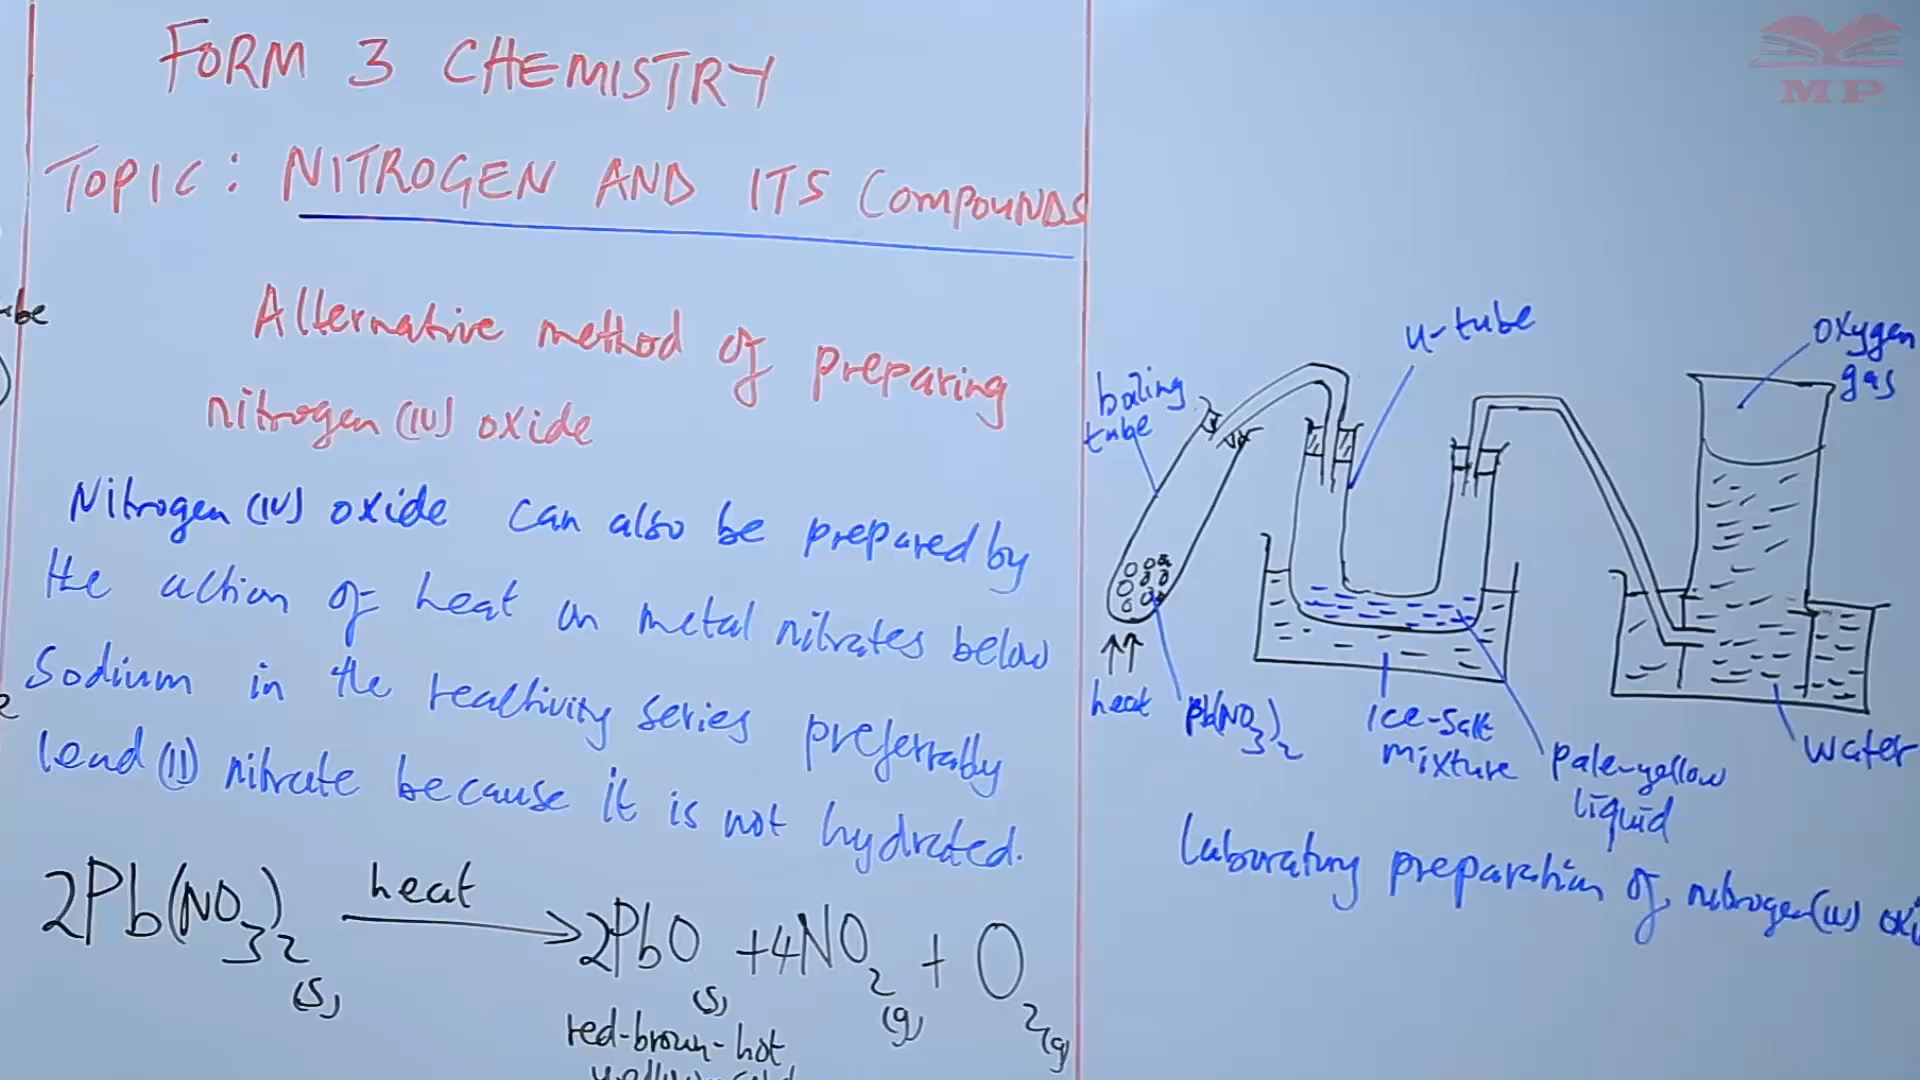 FORM 3 CHEMISTRY
TOPIC: NITROGEN AND ITS COMPOUNDS
Alternative method of preparing
nitrogen (IV) oxide
Nitrogen (IV) oxide can also be prepared by
the action of heat on metal nitrates below
Sodium in the reactivity series preferrably
lead (II) nitrate because it is not hydrated.
2Pb(NO3)2(s) heat → 2PbO(s) + 4NO2(g) + O2(g)
red-brown-hot
MP
u-tube
oxygen
gas
boiling
tube
heat
Pb(NO3)2
ice-salt
mixture
pale-yellow
liquid
water
Laboratory preparation of nitrogen(IV) oxi